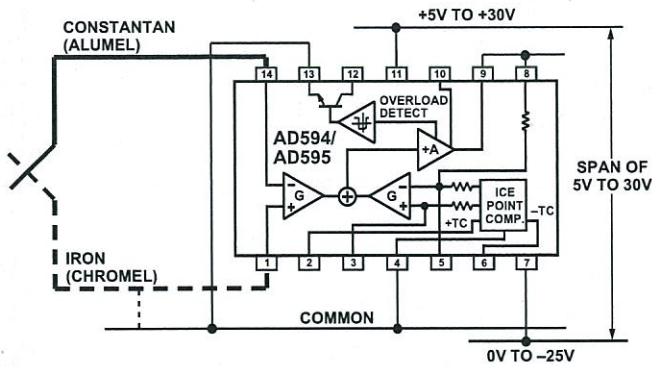 +5V TO +30V
CONSTANTAN
(ALUMEL)
14 13 12 11 10 9 8
OVERLOAD
DETECT
AD594/
AD595
+A
SPAN OF
5V TO 30V
– G +
– G +
ICE
POINT
COMP.
–TC
+TC
IRON
(CHROMEL)
1 2 3 4 5 6 7
COMMON
0V TO –25V